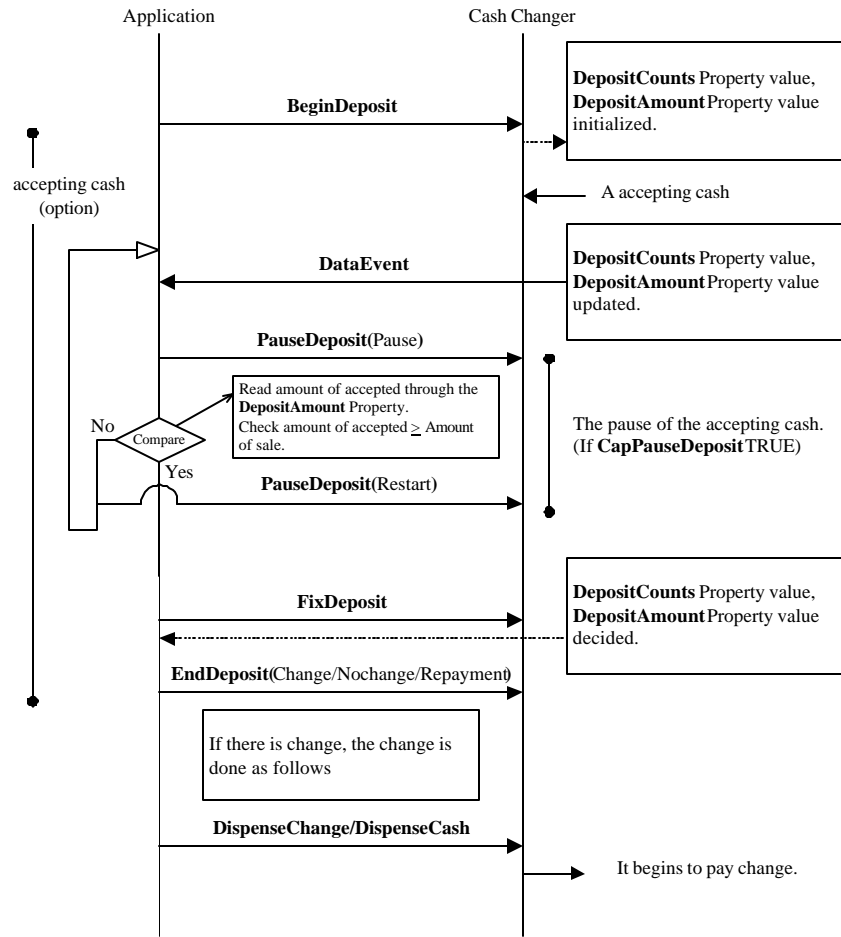 Application
Cash Changer
DepositCounts Property value,
DepositAmount Property value
initialized.
BeginDeposit
accepting cash
(option)
A accepting cash
DataEvent
DepositCounts Property value,
DepositAmount Property value
updated.
PauseDeposit(Pause)
Read amount of accepted through the
DepositAmount Property.
Check amount of accepted ≥ Amount
of sale.
No
Compare
Yes
The pause of the accepting cash.
(If CapPauseDeposit TRUE)
PauseDeposit(Restart)
FixDeposit
DepositCounts Property value,
DepositAmount Property value
decided.
EndDeposit(Change/Nochange/Repayment)
If there is change, the change is
done as follows
DispenseChange/DispenseCash
It begins to pay change.